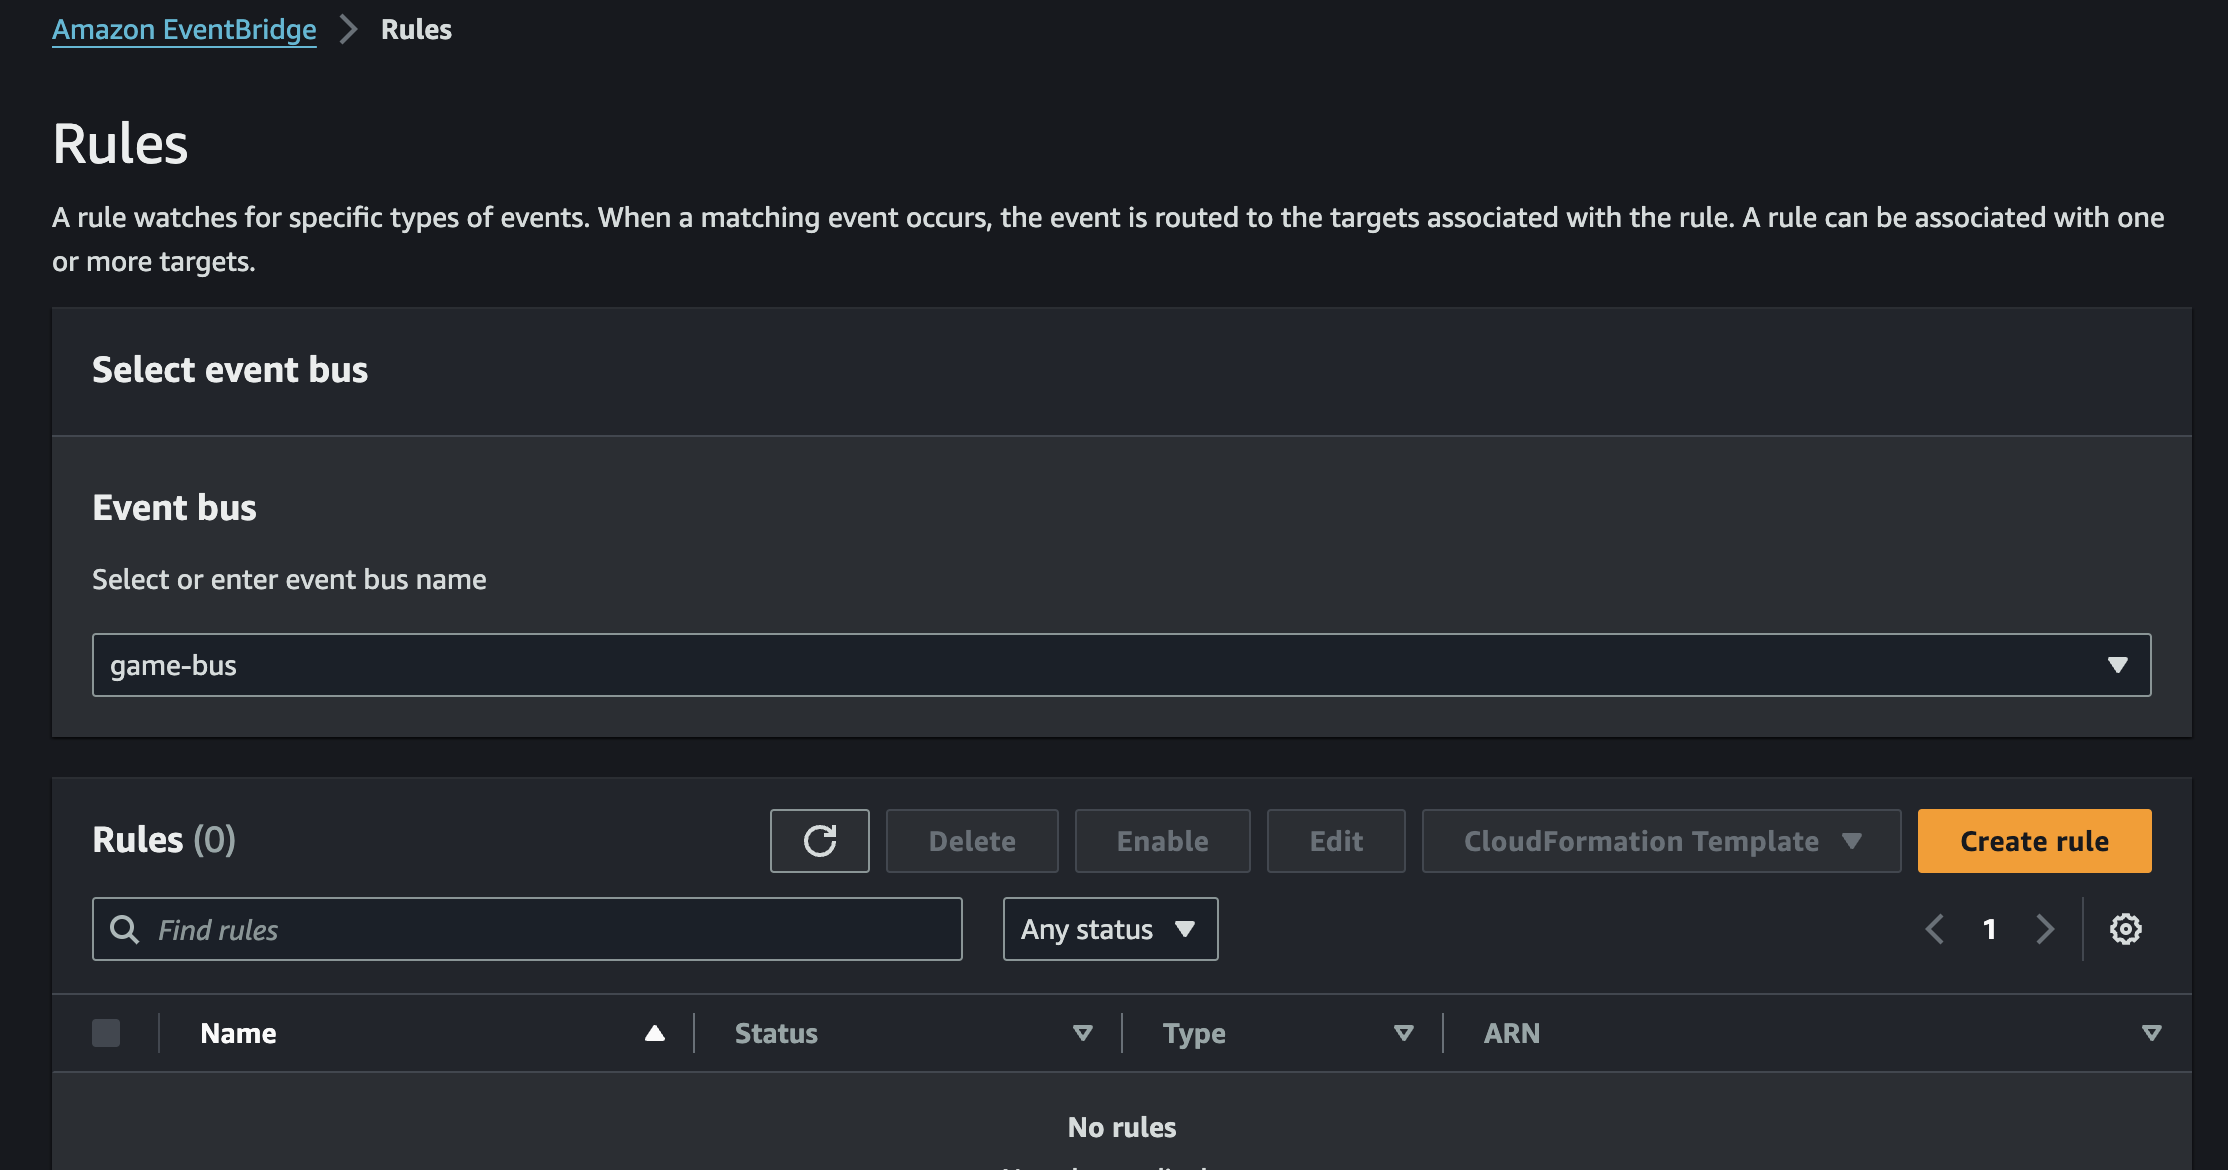 Amazon EventBridge > Rules
Rules
A rule watches for specific types of events. When a matching event occurs, the event is routed to the targets associated with the rule. A rule can be associated with one
or more targets.
Select event bus
Event bus
Select or enter event bus name
game-bus
Rules (0)
Delete
Enable
Edit
CloudFormation Template
Create rule
Find rules
Any status
1
Name
Status
Type
ARN
No rules